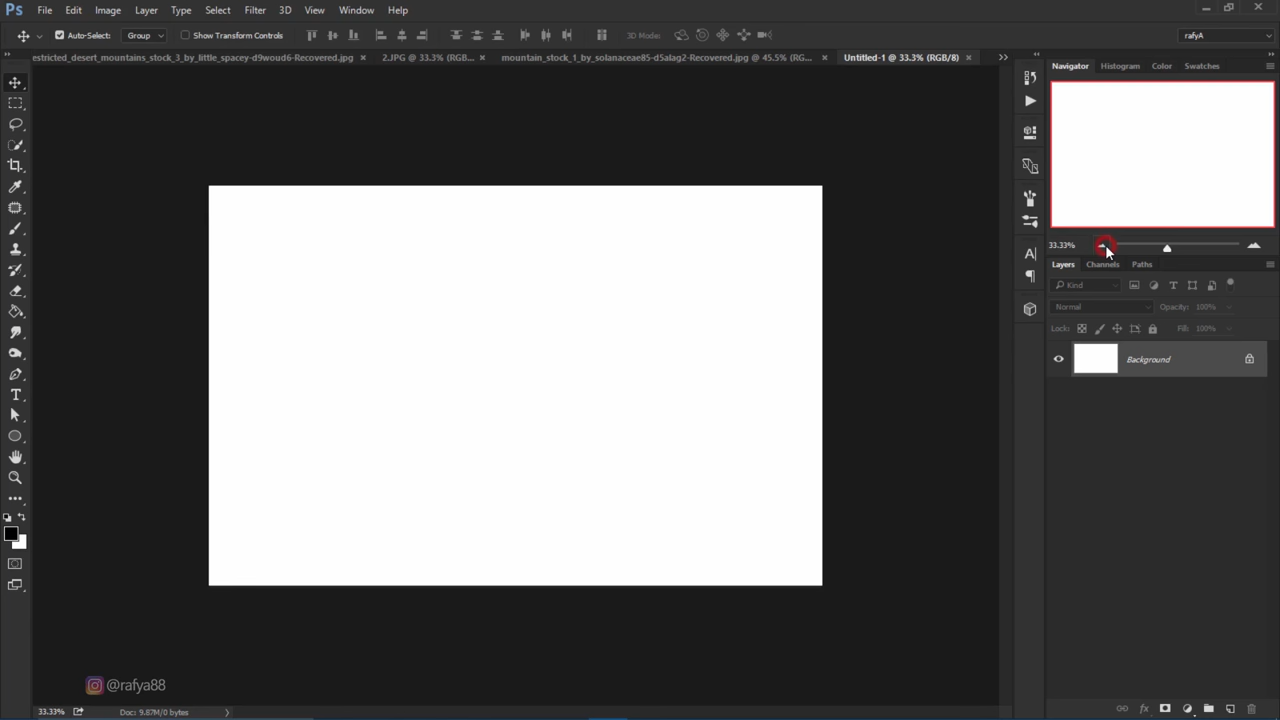 Ps File Edit Image Layer Type Select Filter 3D View Window Help
Auto-Select: Group Show Transform Controls 3D Mode: rafyA
estricted_desert_mountains_stock_3_by_little_spacey-d9woud6-Recovered.jpg × 2.JPG @ 33.3% (RGB... × mountain_stock_1_by_solanaceae85-d5alag2-Recovered.jpg @ 45.5% (RG... × Untitled-1 @ 33.3% (RGB/8) ×
Navigator Histogram Color Swatches
33.33%
Layers Channels Paths
Kind
Normal Opacity: 100%
Lock: Fill: 100%
Background
@rafya88
33.33% Doc: 9.87M/0 bytes